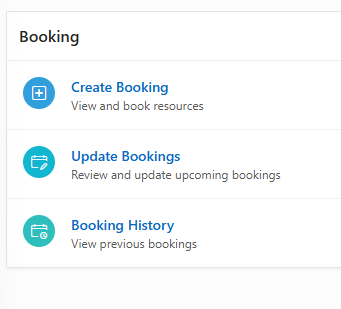 Booking
Create Booking
View and book resources
Update Bookings
Review and update upcoming bookings
Booking History
View previous bookings